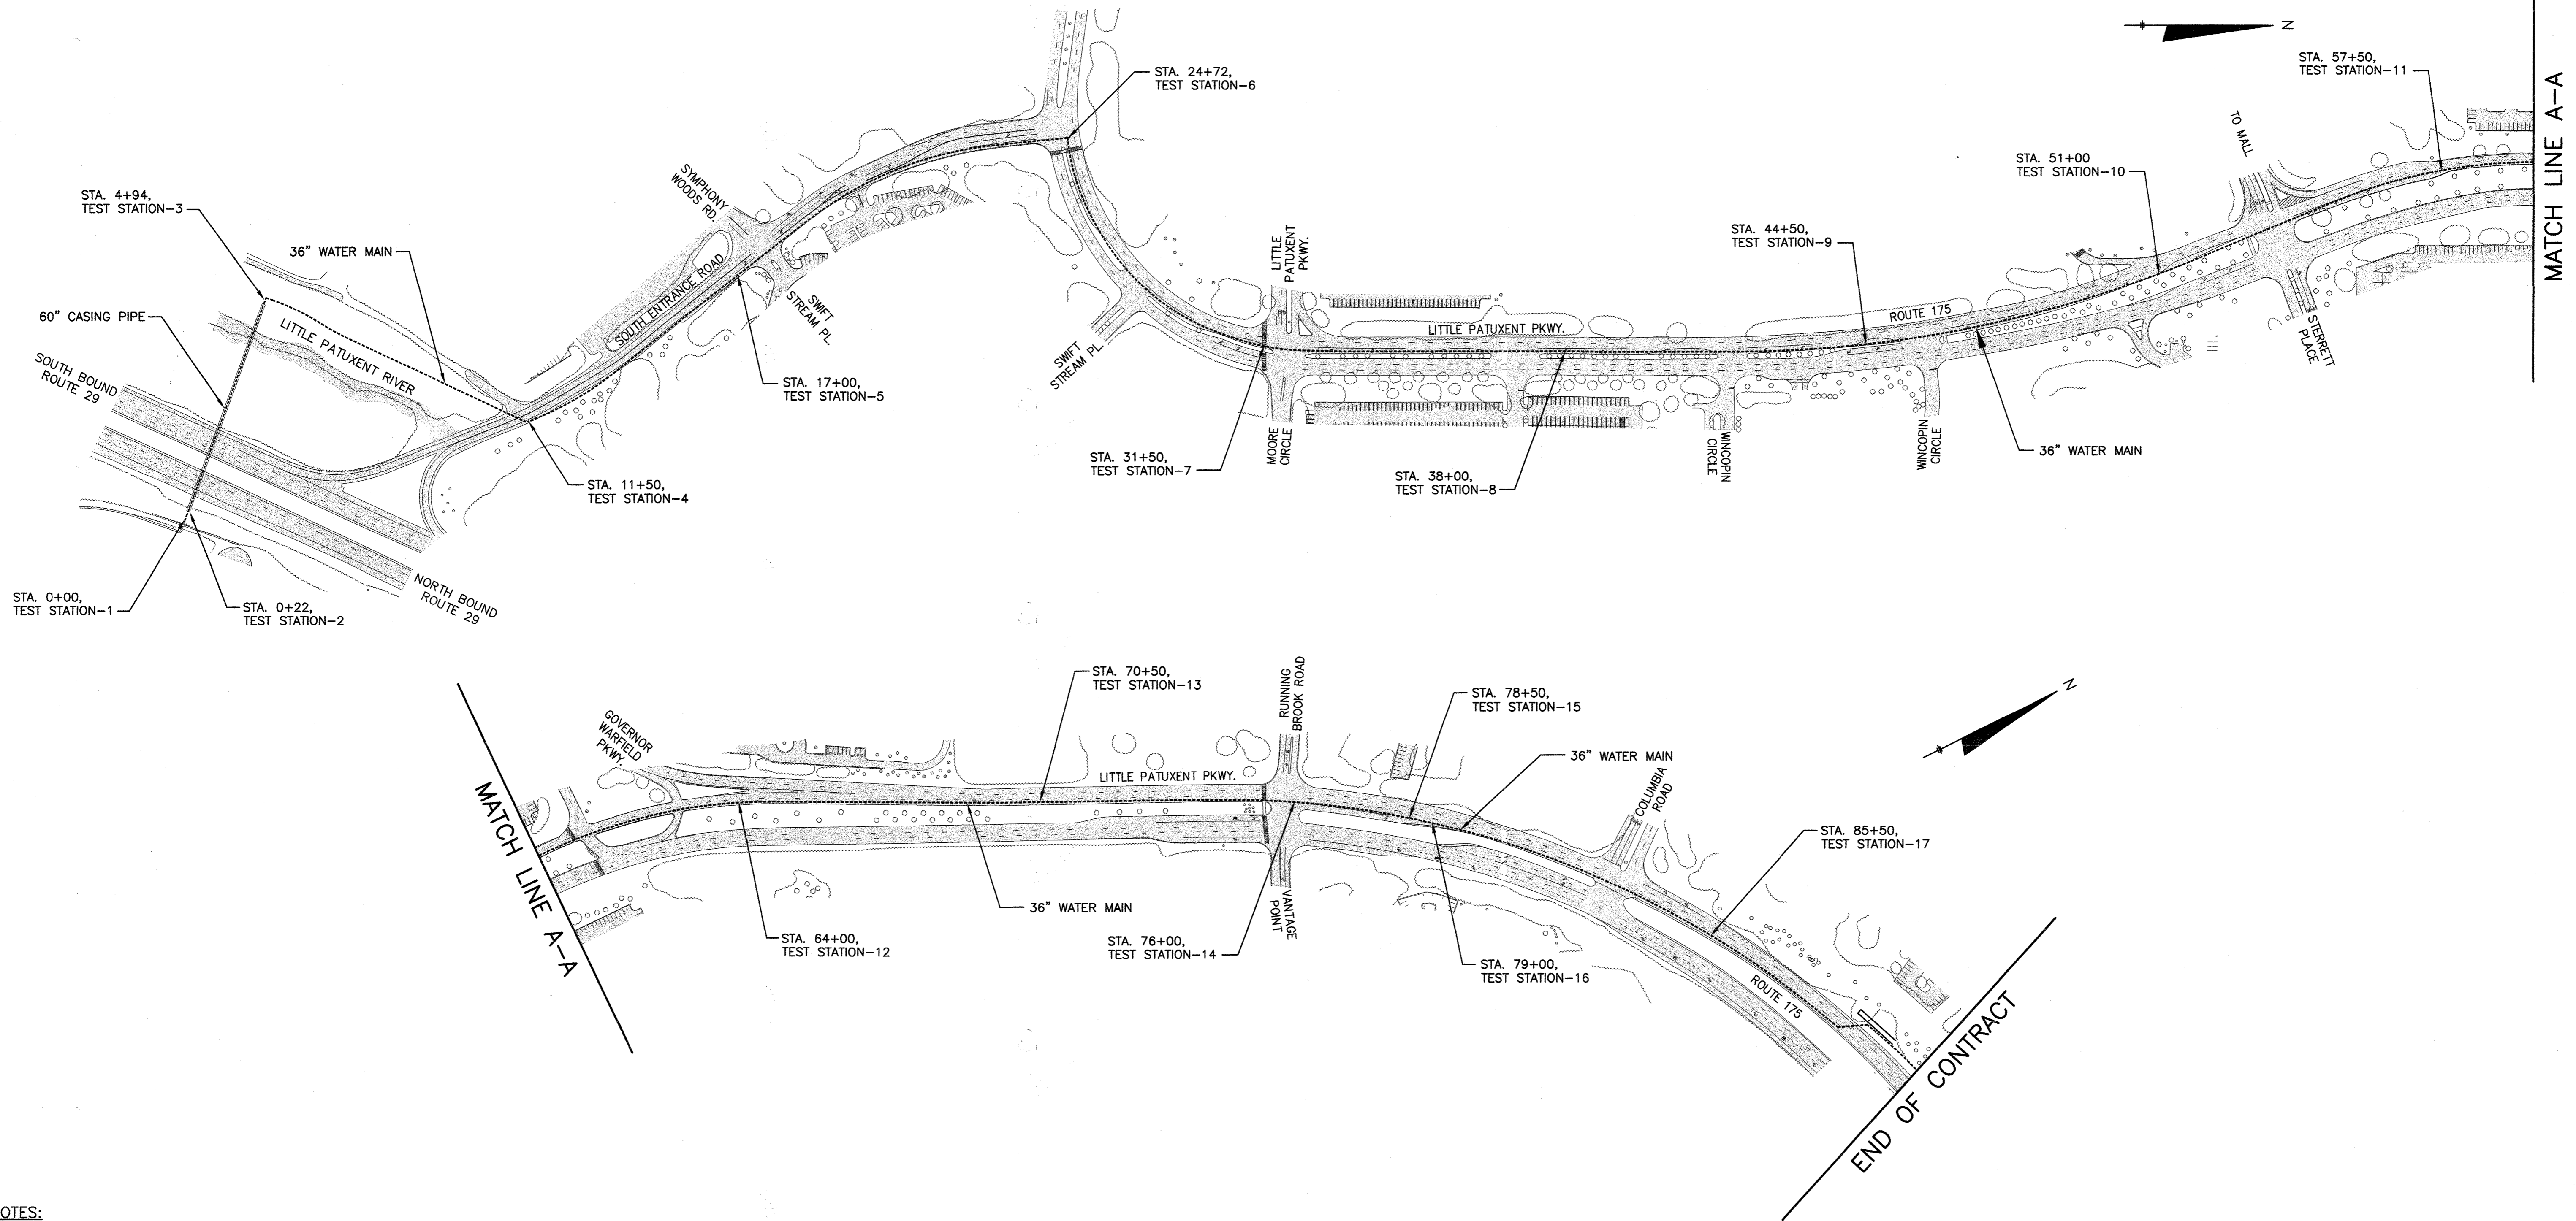 N
STA. 57+50,
TEST STATION-11
MATCH LINE A-A
STA. 24+72,
TEST STATION-6
TO MALL
STA. 51+00
TEST STATION-10
SYMPHONY
WOODS RD.
STA. 4+94,
TEST STATION-3
36" WATER MAIN
LITTLE
PATUXENT
PKWY.
STA. 44+50,
TEST STATION-9
SOUTH ENTRANCE ROAD
SWIFT
STREAM PL.
60" CASING PIPE
LITTLE PATUXENT RIVER
LITTLE PATUXENT PKWY.
ROUTE 175
STERRETT
PLACE
SOUTH BOUND
ROUTE 29
SWIFT
STREAM PL.
STA. 17+00,
TEST STATION-5
MOORE
CIRCLE
WINCOPIN
CIRCLE
WINCOPIN
CIRCLE
36" WATER MAIN
STA. 31+50,
TEST STATION-7
STA. 38+00,
TEST STATION-8
STA. 11+50,
TEST STATION-4
NORTH BOUND
ROUTE 29
STA. 0+00,
TEST STATION-1
STA. 0+22,
TEST STATION-2
STA. 70+50,
TEST STATION-13
RUNNING
BROOK ROAD
STA. 78+50,
TEST STATION-15
N
GOVERNOR
WARFIELD
PKWY.
LITTLE PATUXENT PKWY.
36" WATER MAIN
COLUMBIA
ROAD
MATCH LINE A-A
STA. 85+50,
TEST STATION-17
36" WATER MAIN
VANTAGE
POINT
STA. 64+00,
TEST STATION-12
STA. 76+00,
TEST STATION-14
STA. 79+00,
TEST STATION-16
ROUTE 175
END OF CONTRACT
OTES: